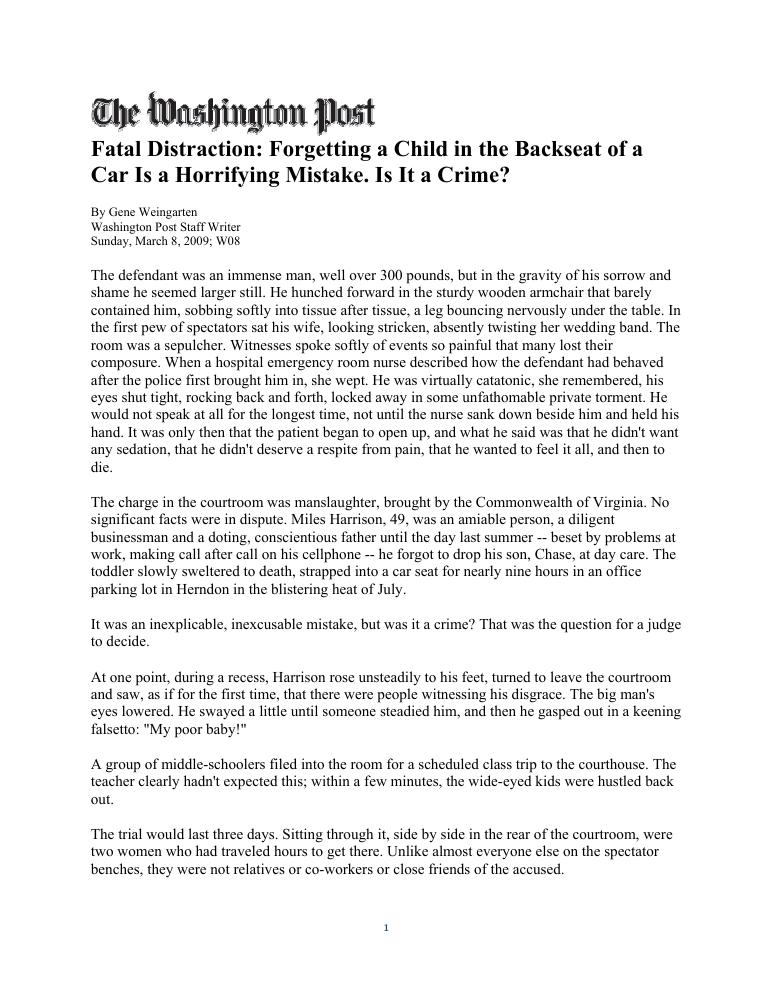 The Washington Post
Fatal Distraction: Forgetting a Child in the Backseat of a
Car Is a Horrifying Mistake. Is It a Crime?
By Gene Weingarten
Washington Post Staff Writer
Sunday, March 8, 2009; W08
The defendant was an immense man, well over 300 pounds, but in the gravity of his sorrow and
shame he seemed larger still. He hunched forward in the sturdy wooden armchair that barely
contained him, sobbing softly into tissue after tissue, a leg bouncing nervously under the table. In
the first pew of spectators sat his wife, looking stricken, absently twisting her wedding band. The
room was a sepulcher. Witnesses spoke softly of events so painful that many lost their
composure. When a hospital emergency room nurse described how the defendant had behaved
after the police first brought him in, she wept. He was virtually catatonic, she remembered, his
eyes shut tight, rocking back and forth, locked away in some unfathomable private torment. He
would not speak at all for the longest time, not until the nurse sank down beside him and held his
hand. It was only then that the patient began to open up, and what he said was that he didn't want
any sedation, that he didn't deserve a respite from pain, that he wanted to feel it all, and then to
die.
The charge in the courtroom was manslaughter, brought by the Commonwealth of Virginia. No
significant facts were in dispute. Miles Harrison, 49, was an amiable person, a diligent
businessman and a doting, conscientious father until the day last summer -- beset by problems at
work, making call after call on his cellphone -- he forgot to drop his son, Chase, at day care. The
toddler slowly sweltered to death, strapped into a car seat for nearly nine hours in an office
parking lot in Herndon in the blistering heat of July.
It was an inexplicable, inexcusable mistake, but was it a crime? That was the question for a judge
to decide.
At one point, during a recess, Harrison rose unsteadily to his feet, turned to leave the courtroom
and saw, as if for the first time, that there were people witnessing his disgrace. The big man's
eyes lowered. He swayed a little until someone steadied him, and then he gasped out in a keening
falsetto: "My poor baby!"
A group of middle-schoolers filed into the room for a scheduled class trip to the courthouse. The
teacher clearly hadn't expected this; within a few minutes, the wide-eyed kids were hustled back
out.
The trial would last three days. Sitting through it, side by side in the rear of the courtroom, were
two women who had traveled hours to get there. Unlike almost everyone else on the spectator
benches, they were not relatives or co-workers or close friends of the accused.
1